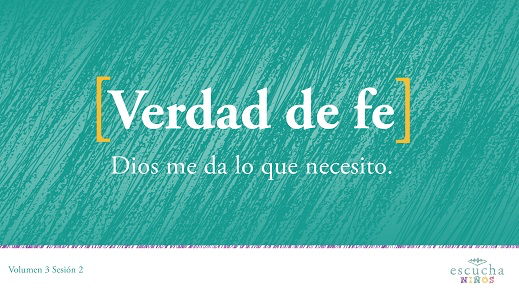 [Verdad de fe]
Dios me da lo que necesito.
Volumen 3 Sesión 2
escucha
NIÑOS